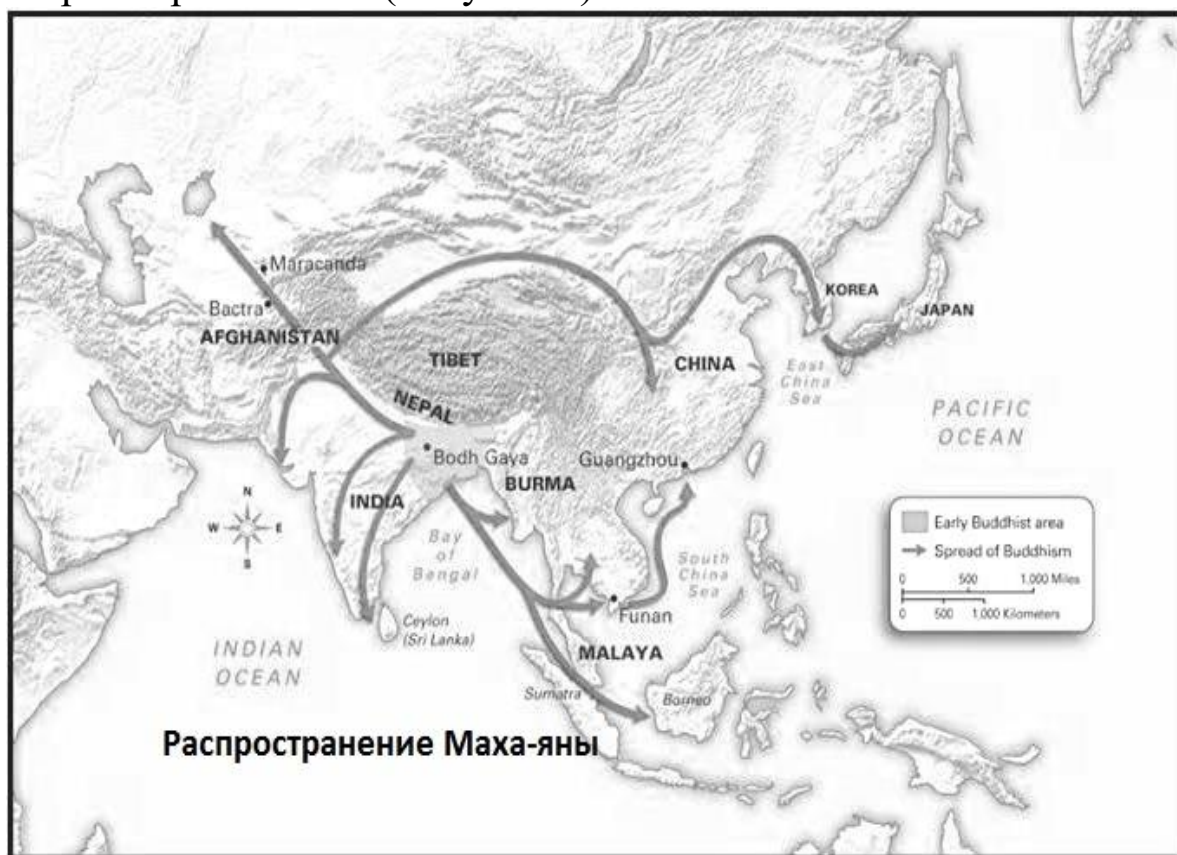 Maracanda
Bactra
AFGHANISTAN
TIBET
NEPAL
Bodh Gaya
INDIA
BURMA
CHINA
Guangzhou
KOREA
JAPAN
East
China
Sea
PACIFIC
OCEAN
N
W E
S
Bay
of
Bengal
South
China
Sea
Funan
Ceylon
(Sri Lanka)
MALAYA
INDIAN
OCEAN
Sumatra
Borneo
Early Buddhist area
Spread of Buddhism
0 500 1,000 Miles
0 500 1,000 Kilometers
Распространение Маха-яны